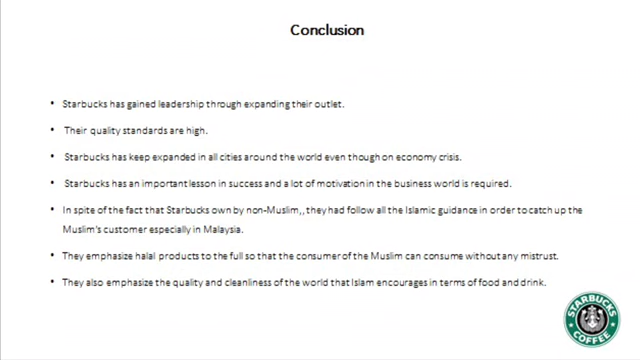 Conclusion
• Starbucks has gained leadership through expanding their outlet.
• Their quality standards are high.
• Starbucks has keep expanded in all cities around the world even though on economy crisis.
• Starbucks has an important lesson in success and a lot of motivation in the business world is required.
• In spite of the fact that Starbucks own by non-Muslim,, they had follow all the Islamic guidance in order to catch up the
Muslim's customer especially in Malaysia.
• They emphasize halal products to the full so that the consumer of the Muslim can consume without any mistrust.
• They also emphasize the quality and cleanliness of the world that Islam encourages in terms of food and drink.
STARBUCKS
COFFEE